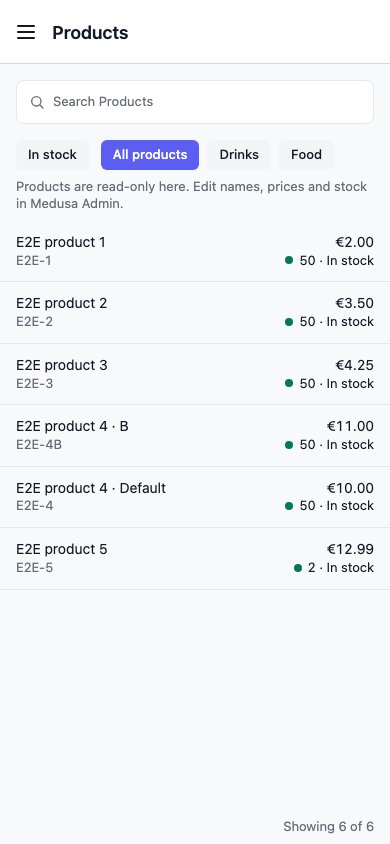 Products
Search Products
In stock
All products
Drinks
Food
Products are read-only here. Edit names, prices and stock
in Medusa Admin.
E2E product 1
€2.00
E2E-1
50 · In stock
E2E product 2
€3.50
E2E-2
50 · In stock
E2E product 3
€4.25
E2E-3
50 · In stock
E2E product 4 · B
€11.00
E2E-4B
50 · In stock
E2E product 4 · Default
€10.00
E2E-4
50 · In stock
E2E product 5
€12.99
E2E-5
2 · In stock
Showing 6 of 6